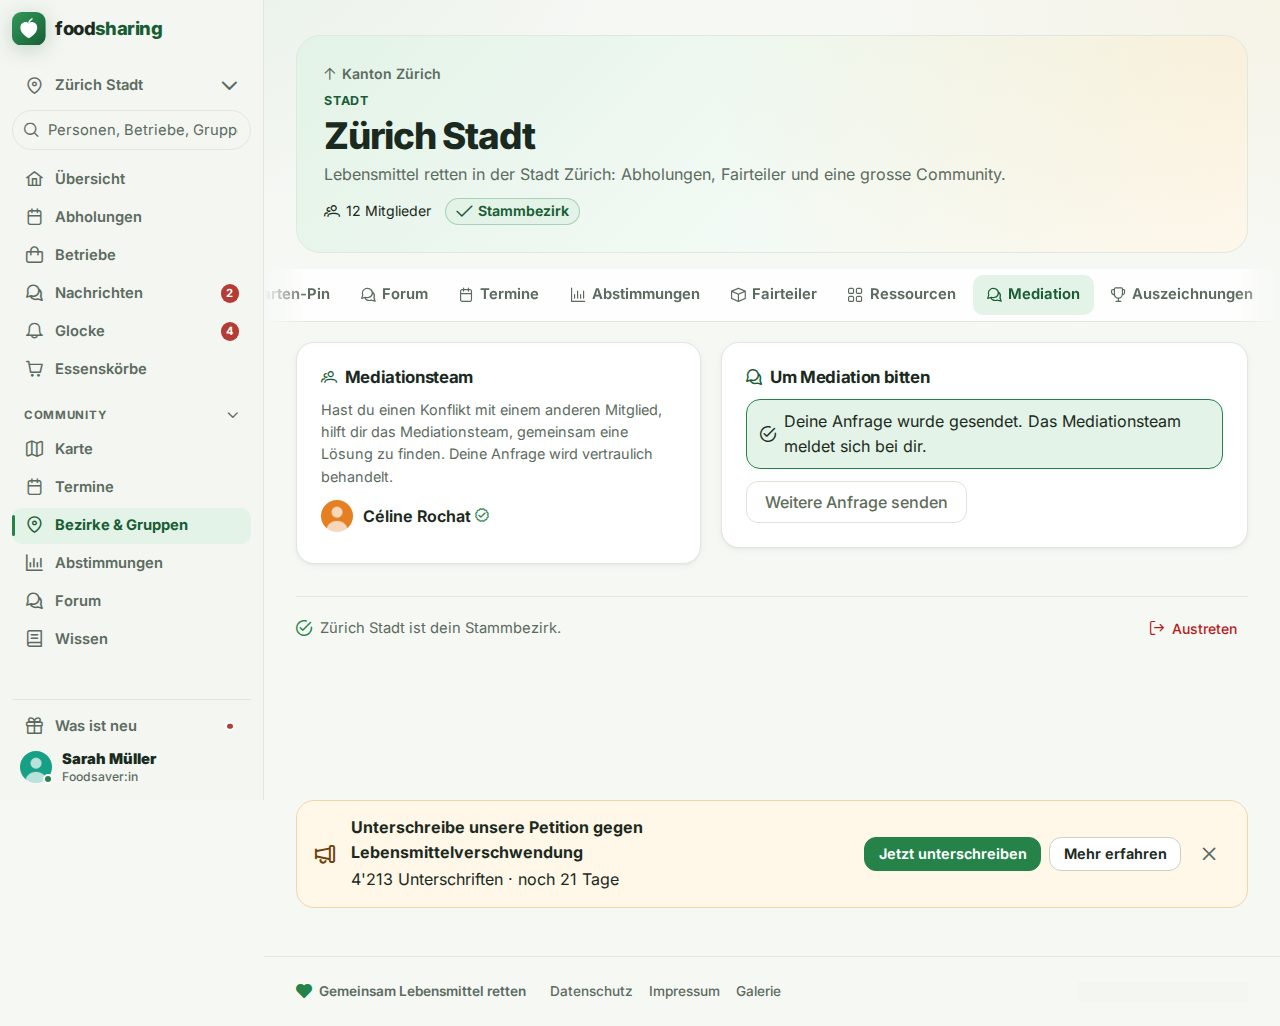 foodsharing
Zürich Stadt
Personen, Betriebe, Grupp
Übersicht
Abholungen
Betriebe
Nachrichten 2
Glocke 4
Essenskörbe
COMMUNITY
Karte
Termine
Bezirke & Gruppen
Abstimmungen
Forum
Wissen
Was ist neu
Sarah Müller
Foodsaver:in
Kanton Zürich
STADT
Zürich Stadt
Lebensmittel retten in der Stadt Zürich: Abholungen, Fairteiler und eine grosse Community.
12 Mitglieder Stammbezirk
rten-Pin Forum Termine Abstimmungen Fairteiler Ressourcen Mediation Auszeichnungen
Mediationsteam
Hast du einen Konflikt mit einem anderen Mitglied,
hilft dir das Mediationsteam, gemeinsam eine
Lösung zu finden. Deine Anfrage wird vertraulich
behandelt.
Céline Rochat
Um Mediation bitten
Deine Anfrage wurde gesendet. Das Mediationsteam
meldet sich bei dir.
Weitere Anfrage senden
Zürich Stadt ist dein Stammbezirk.
Austreten
Unterschreibe unsere Petition gegen
Lebensmittelverschwendung
4'213 Unterschriften · noch 21 Tage
Jetzt unterschreiben Mehr erfahren
Gemeinsam Lebensmittel retten Datenschutz Impressum Galerie